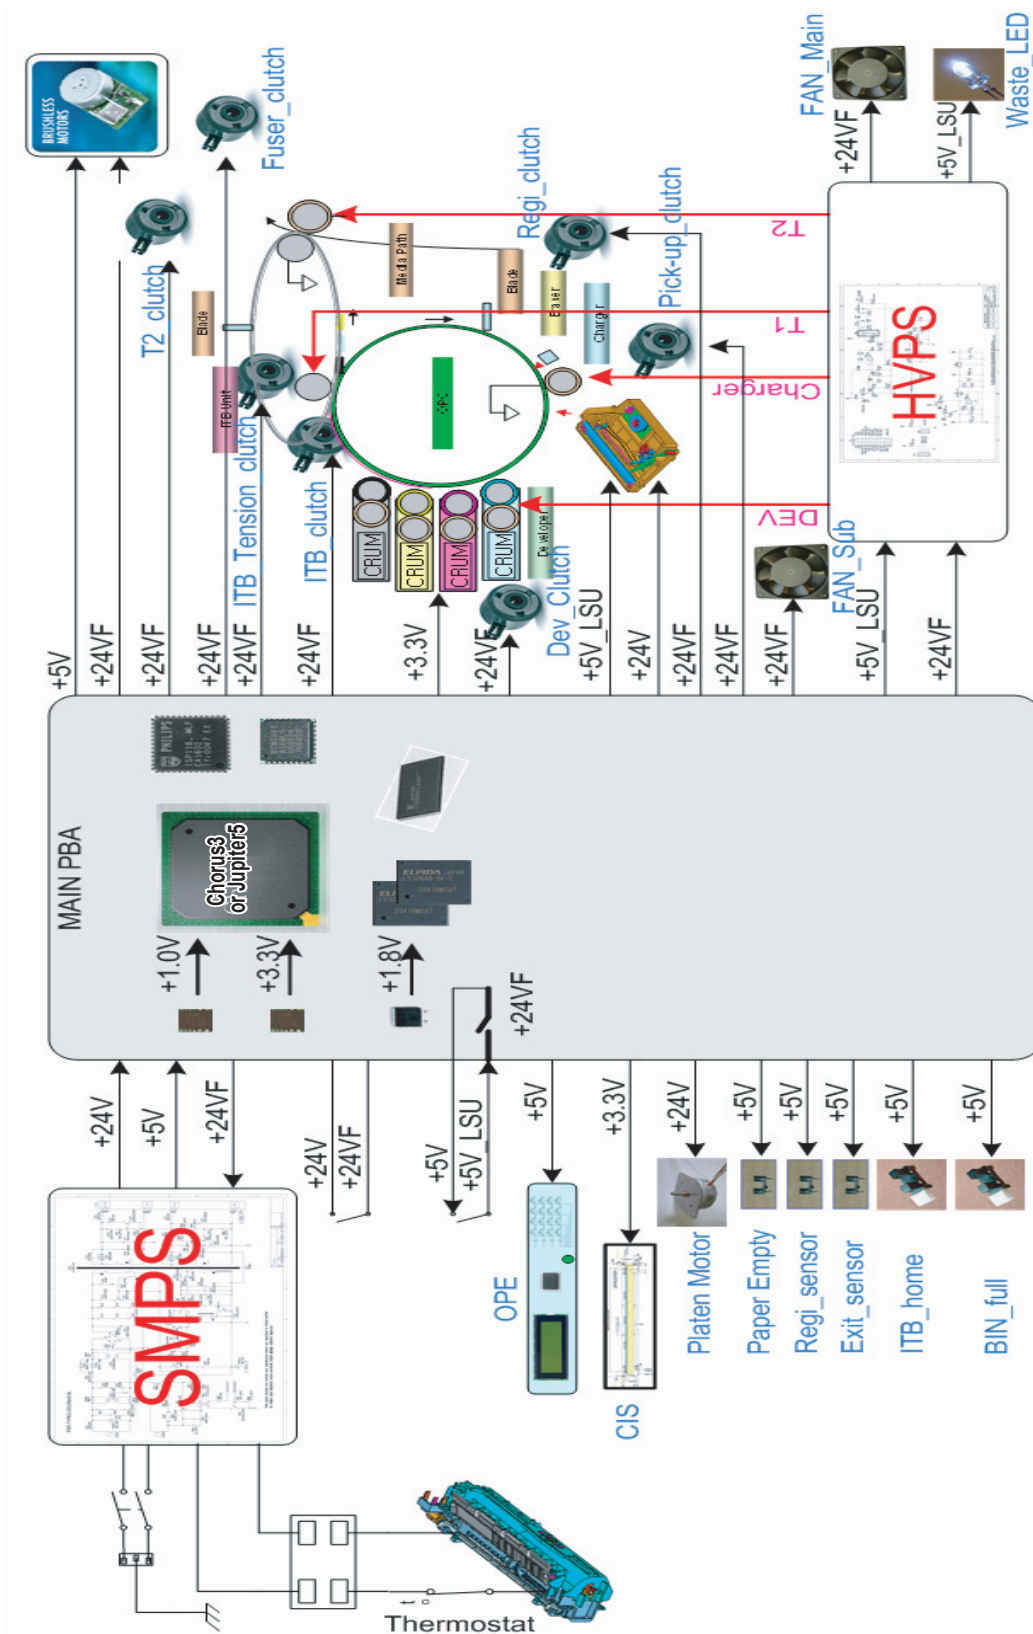 BRUSHLESS
MOTORS
Fuser_clutch
T2_clutch
Blade
ITB Unit
ITB_Tension_clutch
ITB_clutch
Media Path
Blade
Eraser
Charger
Regi_clutch
Pick-up_clutch
FAN_Main
Waste_LED
+24VF
+5V_LSU
T2
T1
Charger
DEV
HVPS
OPC
CRUM
CRUM
CRUM
CRUM
Developer
Dev_Clutch
FAN_Sub
+5V
+24VF
+24VF
+24VF
+24VF
+24VF
+3.3V
+24VF
+5V_LSU
+24V
+24VF
+24VF
+24VF
+5V_LSU
+24VF
MAIN PBA
PHILIPS
Chorus3
or Jupiter5
ELPIDA
JAPAN
+1.0V
+3.3V
+1.8V
+24VF
+24V
+5V
+24VF
+24V
+24VF
+5V
+5V_LSU
+5V
+3.3V
+24V
+5V
+5V
+5V
+5V
+5V
SMPS
OPE
CIS
Platen Motor
Paper Empty
Regi_sensor
Exit_sensor
ITB_home
BIN_full
t°
Thermostat